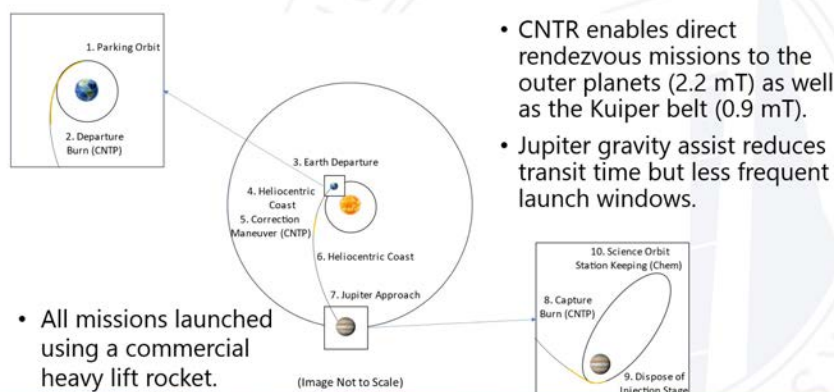 1. Parking Orbit
2. Departure
Burn (CNTP)
3. Earth Departure
4. Heliocentric
Coast
5. Correction
Maneuver (CNTP)
6. Heliocentric Coast
7. Jupiter Approach
(Image Not to Scale)
8. Capture
Burn (CNTP)
9. Dispose of
Injection Stage
10. Science Orbit
Station Keeping (Chem)
• CNTR enables direct
rendezvous missions to the
outer planets (2.2 mT) as well
as the Kuiper belt (0.9 mT).
• Jupiter gravity assist reduces
transit time but less frequent
launch windows.
• All missions launched
using a commercial
heavy lift rocket.